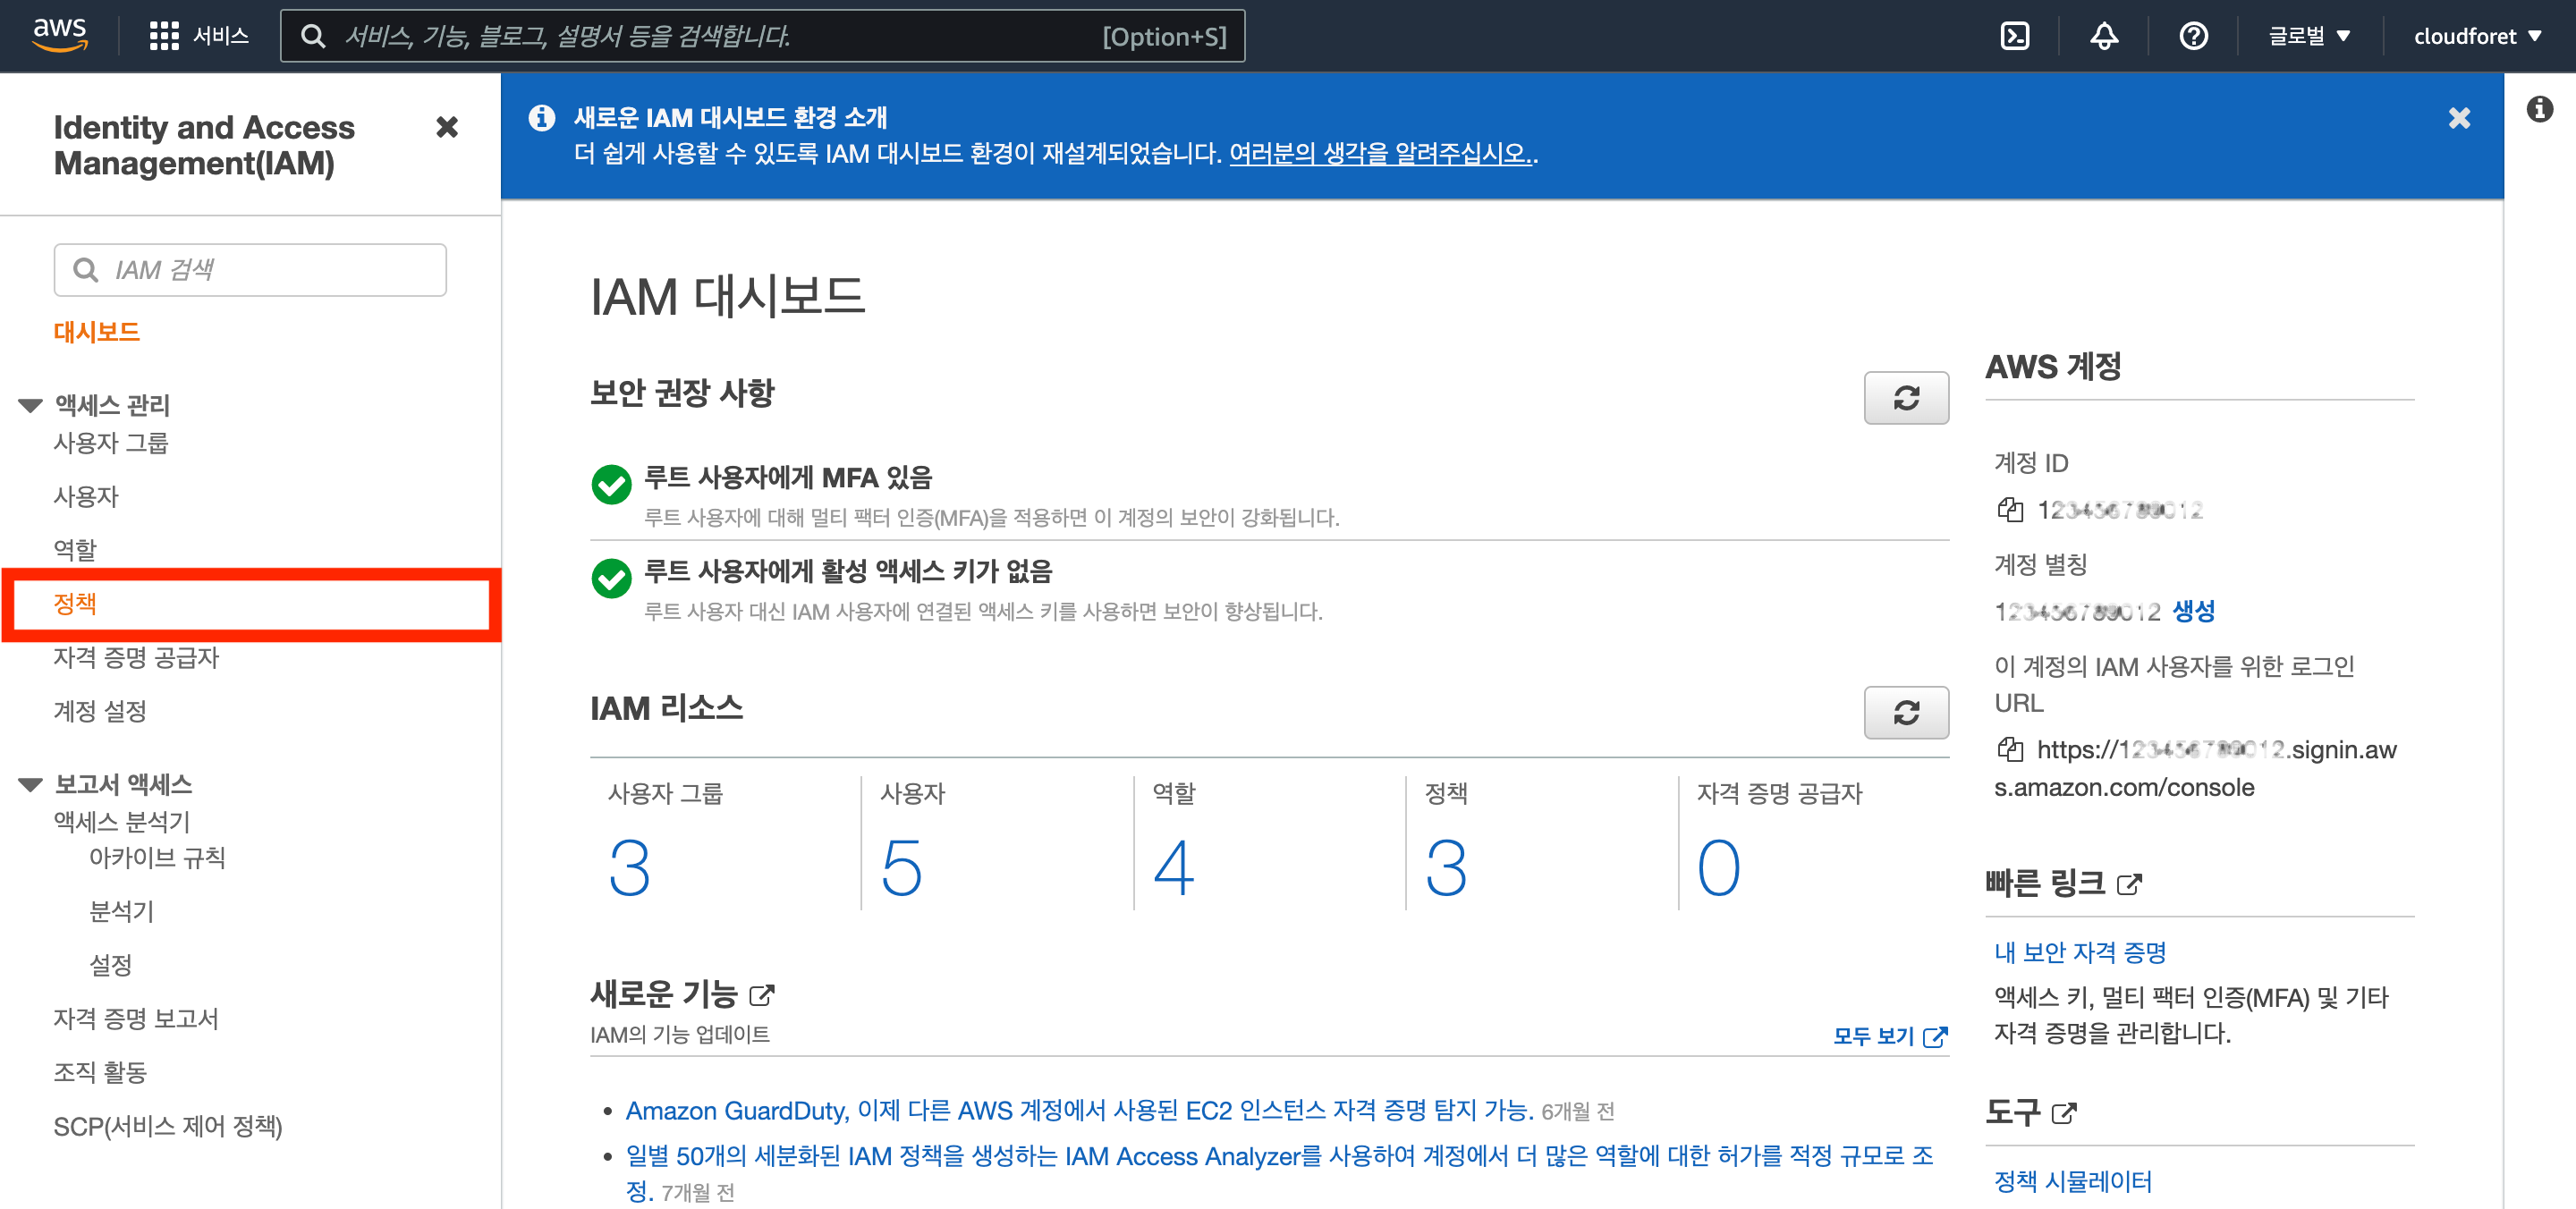 aws
서비스
서비스, 기능, 블로그, 설명서 등을 검색합니다.
[Option+S]
글로벌
cloudforet
Identity and Access
Management(IAM)
IAM 검색
대시보드
액세스 관리
사용자 그룹
사용자
역할
정책
자격 증명 공급자
계정 설정
보고서 액세스
액세스 분석기
아카이브 규칙
분석기
설정
자격 증명 보고서
조직 활동
SCP(서비스 제어 정책)
새로운 IAM 대시보드 환경 소개
더 쉽게 사용할 수 있도록 IAM 대시보드 환경이 재설계되었습니다. 여러분의 생각을 알려주십시오..
IAM 대시보드
보안 권장 사항
루트 사용자에게 MFA 있음
루트 사용자에 대해 멀티 팩터 인증(MFA)을 적용하면 이 계정의 보안이 강화됩니다.
루트 사용자에게 활성 액세스 키가 없음
루트 사용자 대신 IAM 사용자에 연결된 액세스 키를 사용하면 보안이 향상됩니다.
IAM 리소스
사용자 그룹
3
사용자
5
역할
4
정책
3
자격 증명 공급자
0
새로운 기능
IAM의 기능 업데이트
모두 보기
• Amazon GuardDuty, 이제 다른 AWS 계정에서 사용된 EC2 인스턴스 자격 증명 탐지 가능. 6개월 전
• 일별 50개의 세분화된 IAM 정책을 생성하는 IAM Access Analyzer를 사용하여 계정에서 더 많은 역할에 대한 허가를 적정 규모로 조
정. 7개월 전
AWS 계정
계정 ID
계정 별칭
생성
이 계정의 IAM 사용자를 위한 로그인
URL
https://.signin.aw
s.amazon.com/console
빠른 링크
내 보안 자격 증명
액세스 키, 멀티 팩터 인증(MFA) 및 기타
자격 증명을 관리합니다.
도구
정책 시뮬레이터